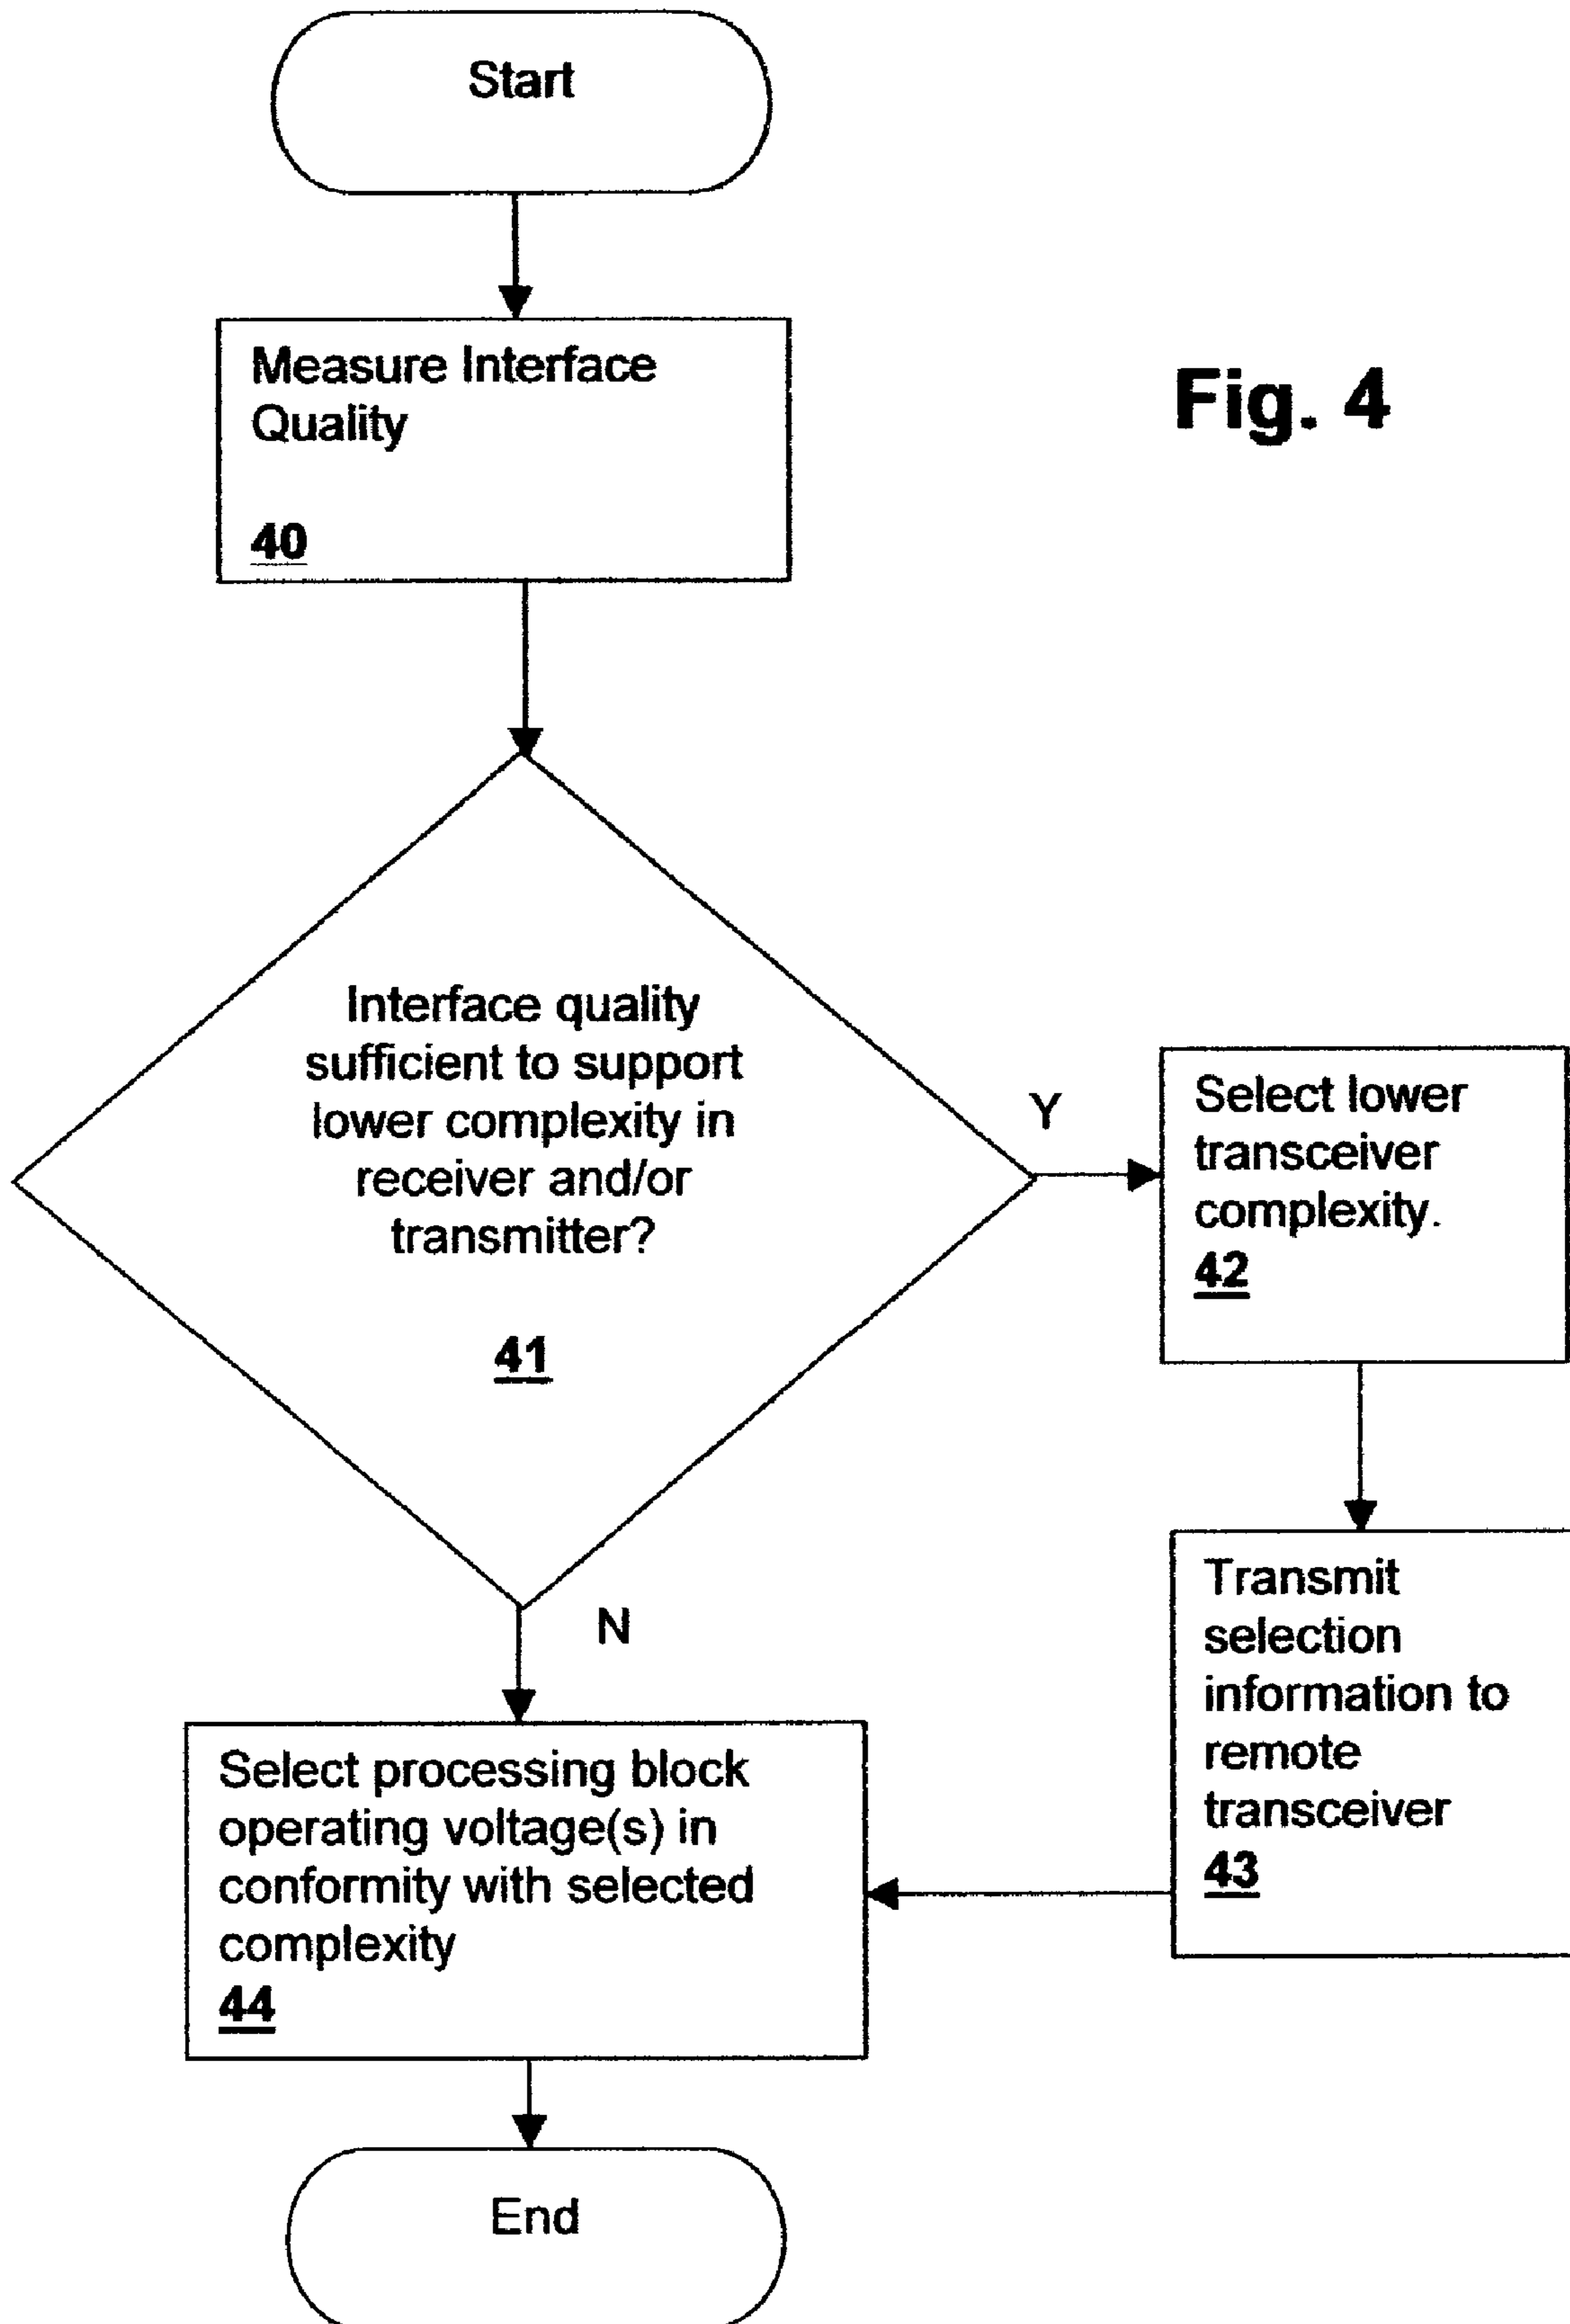 Start
Measure Interface
Quality
40
Fig. 4
Interface quality
sufficient to support
lower complexity in
receiver and/or
transmitter?
41
Y
Select lower
transceiver
complexity.
42
N
Transmit
selection
information to
remote
transceiver
43
Select processing block
operating voltage(s) in
conformity with selected
complexity
44
End